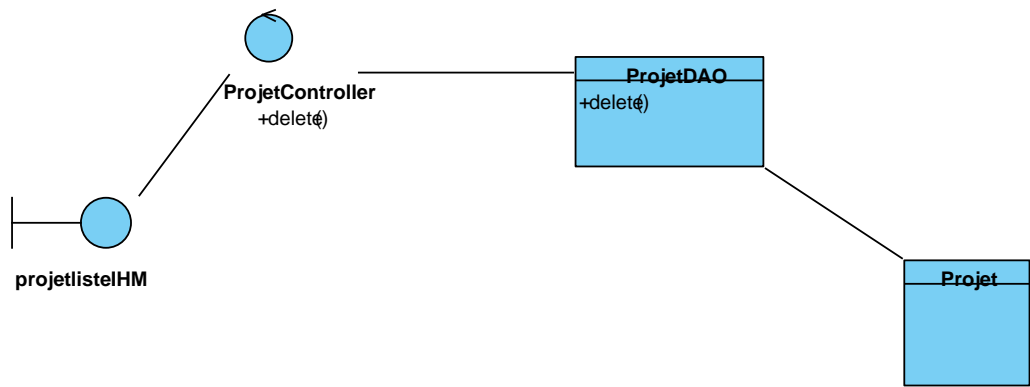 ProjetController
+delete()
ProjetDAO
+delete()
projetlisteIHM
Projet